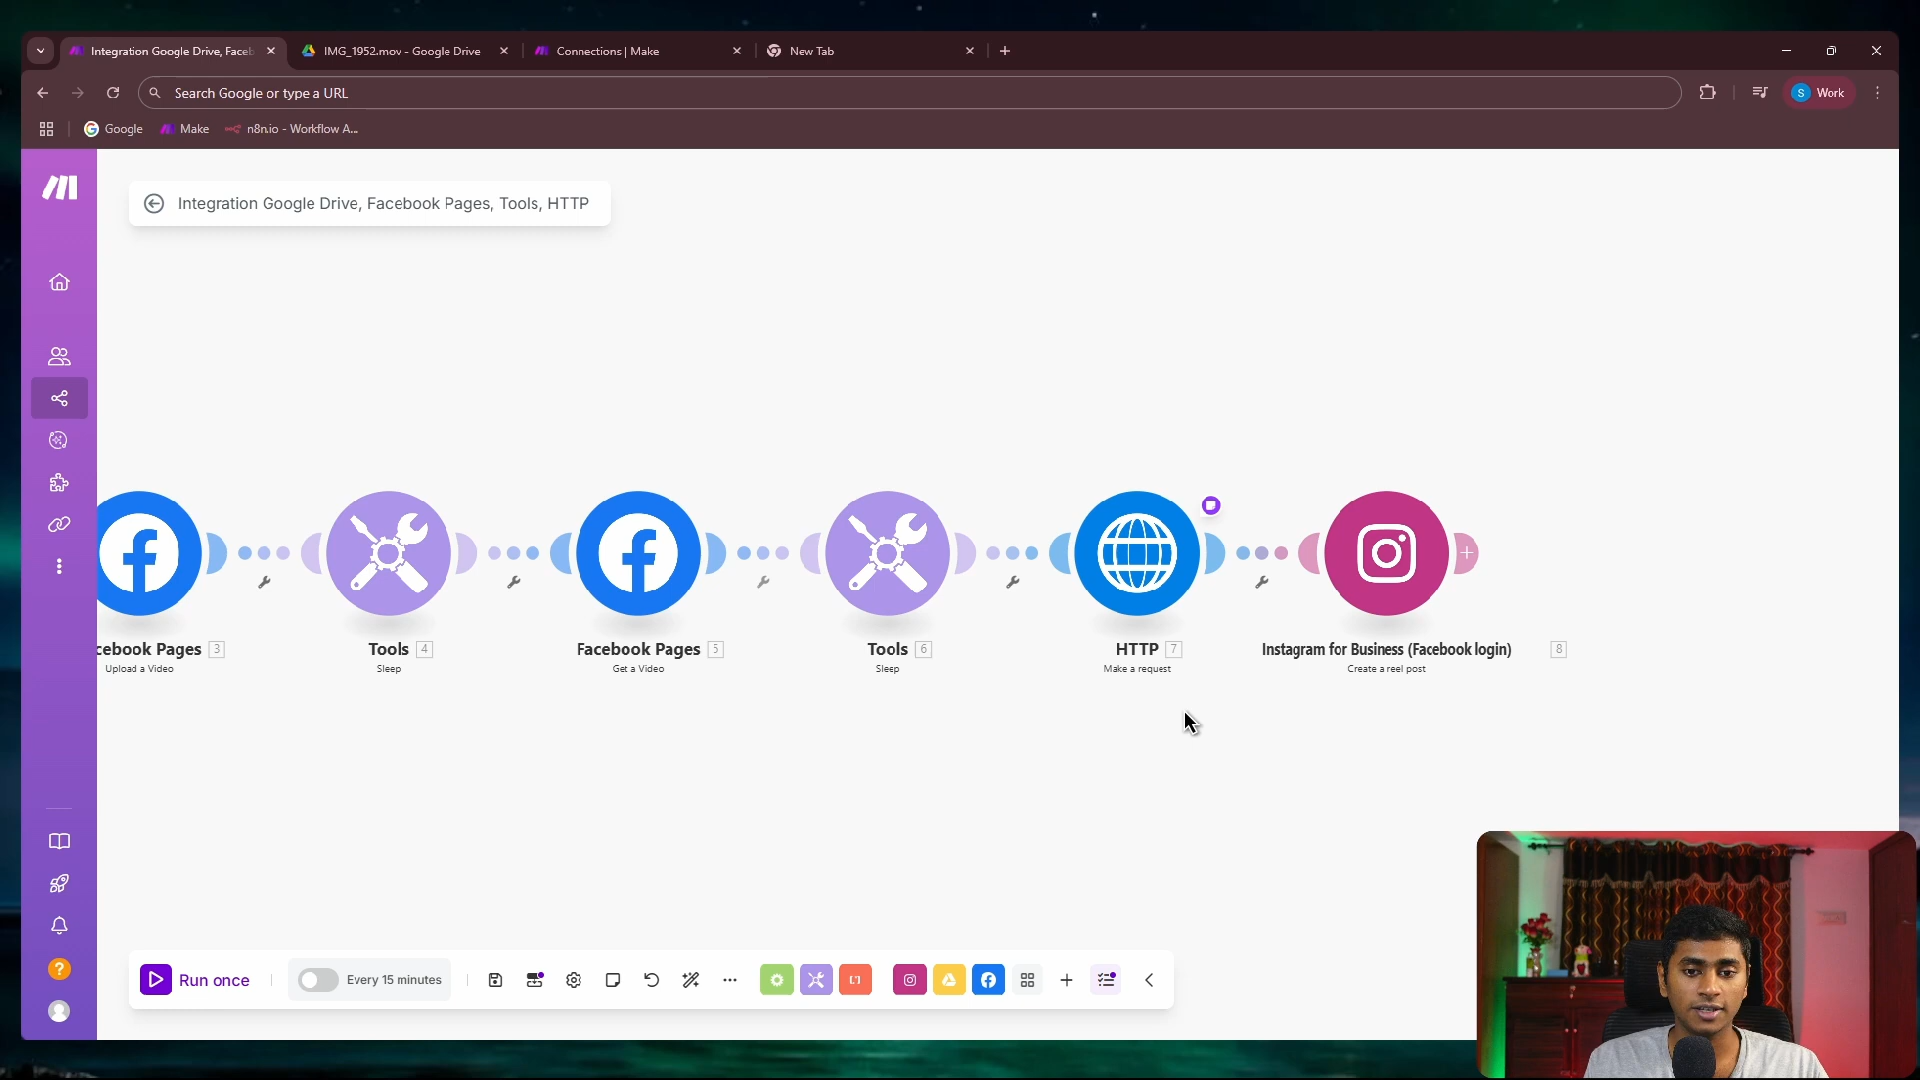 Integration Google Drive, Faceb
IMG_1952.mov - Google Drive
Connections | Make
New Tab
Search Google or type a URL
S
Work
Google
Make
n8n.io - Workflow A...
Integration Google Drive, Facebook Pages, Tools, HTTP
cebook Pages 3
Upload a Video
Tools 4
Sleep
Facebook Pages 5
Get a Video
Tools 6
Sleep
HTTP 7
Make a request
Instagram for Business (Facebook login) 8
Create a reel post
?
Run once
Every 15 minutes